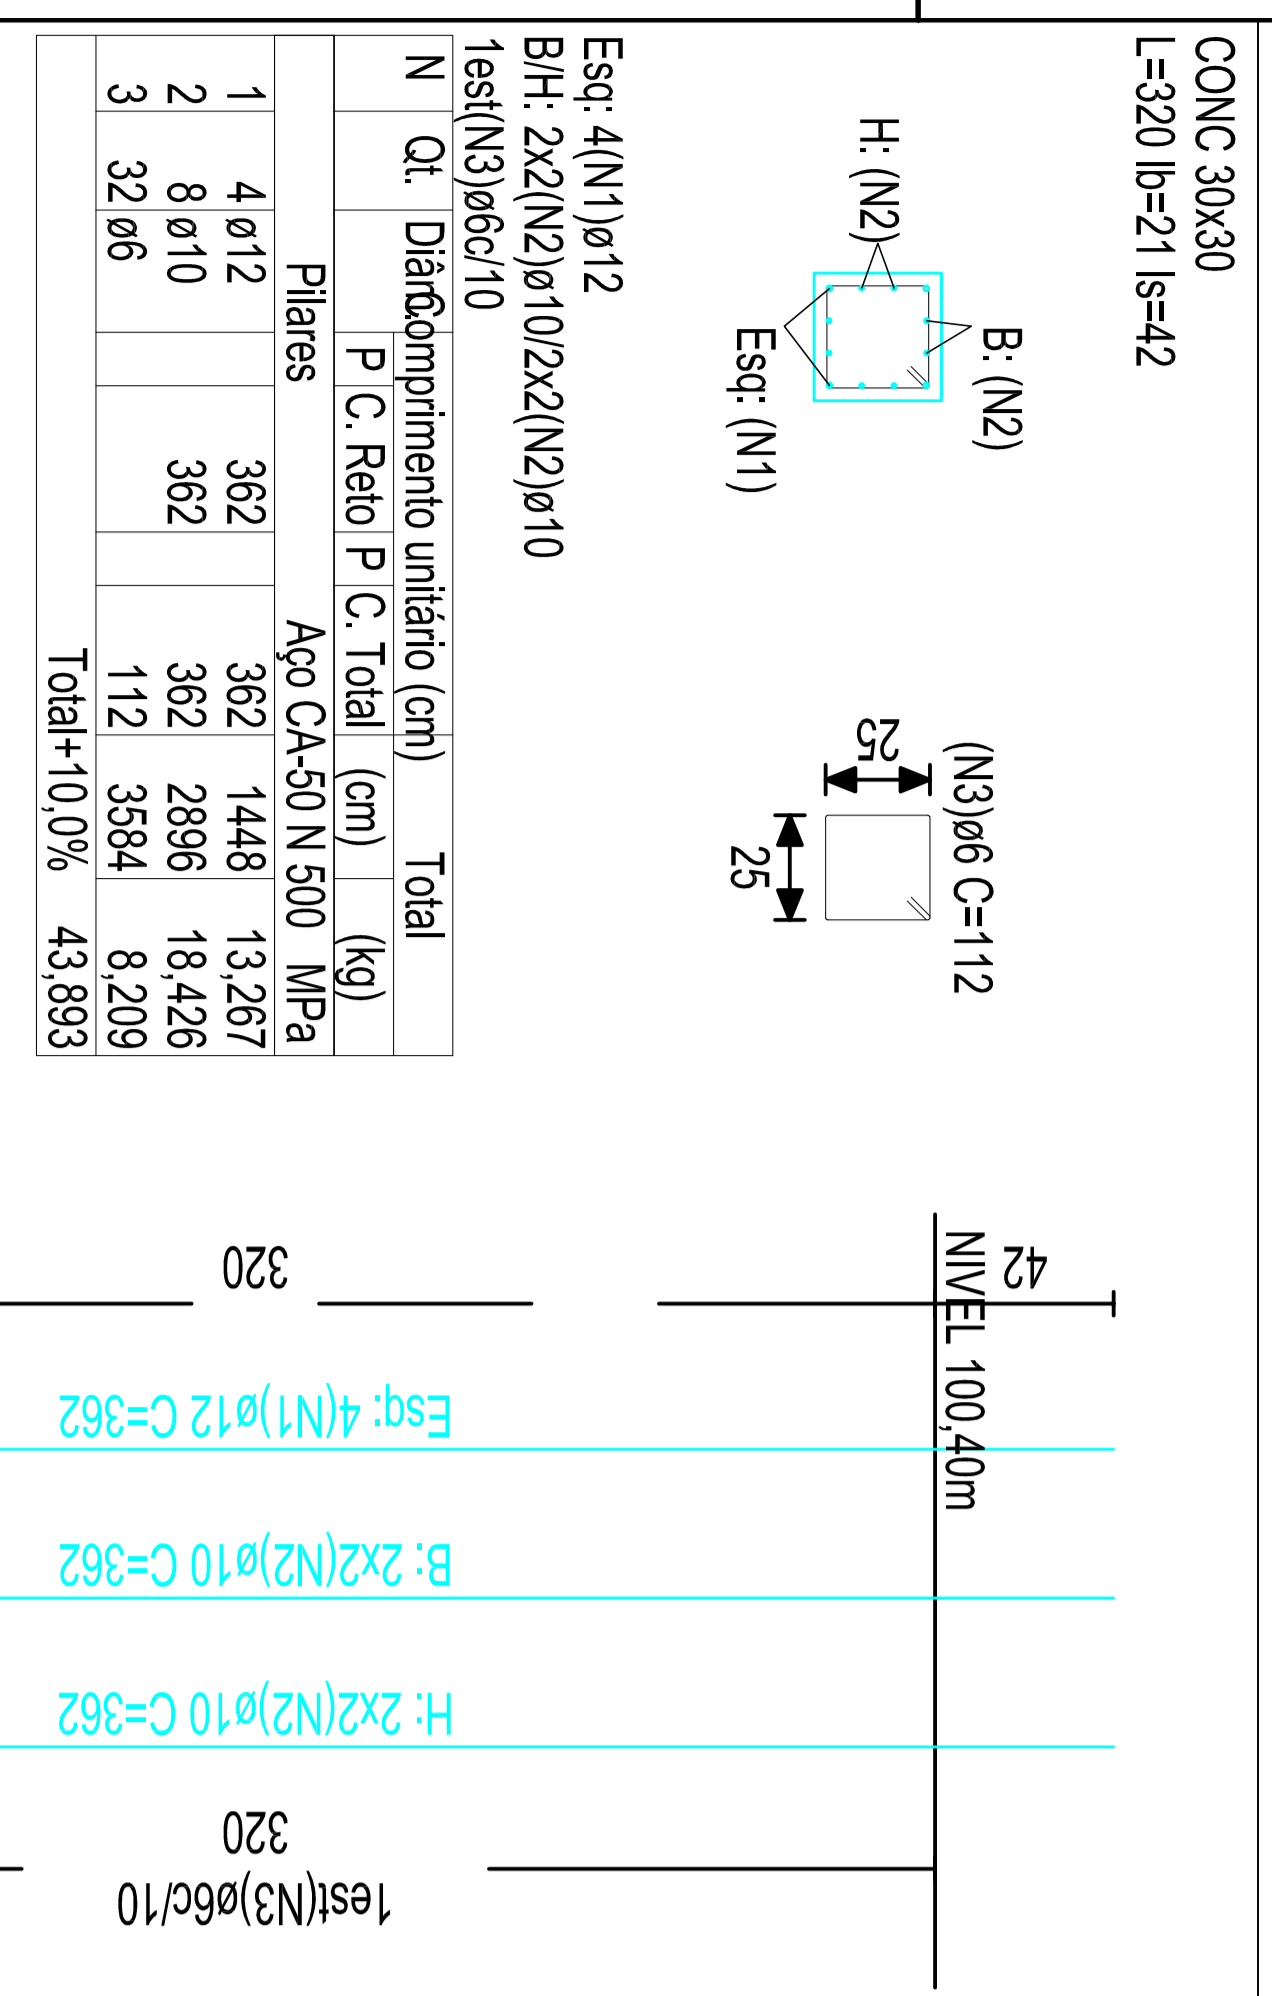 CONC 30x30
L=320 lb=21 ls=42
B: (N2)
H: (N2)
Esq: (N1)
(N3)ø6 C=112
25
25
Esq: 4(N1)ø12
B/H: 2x2(N2)ø10/2x2(N2)ø10
1est(N3)ø6c/10
N Qt. Diâm. Comprimento unitário (cm) Total
P C. Reto P C. Total (cm) (kg)
Pilares Aço CA-50 N 500 MPa
1 4 ø12 362 362 1448 13,267
2 8 ø10 362 362 2896 18,426
3 32 ø6 112 3584 8,209
Total+10,0% 43,893
NIVEL 100,40m
42
320
Esq: 4(N1)ø12 C=362
B: 2x2(N2)ø10 C=362
H: 2x2(N2)ø10 C=362
320
1est(N3)ø6c/10